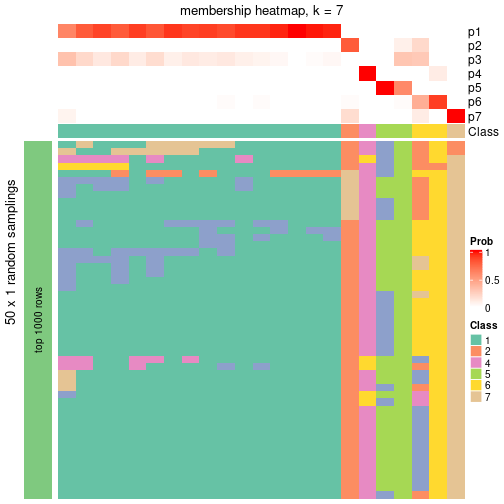 membership heatmap, k = 7
p1
p2
p3
p4
p5
p6
p7
Class
50 x 1 random samplings
top 1000 rows
Prob
1
0.5
0
Class
1
2
4
5
6
7